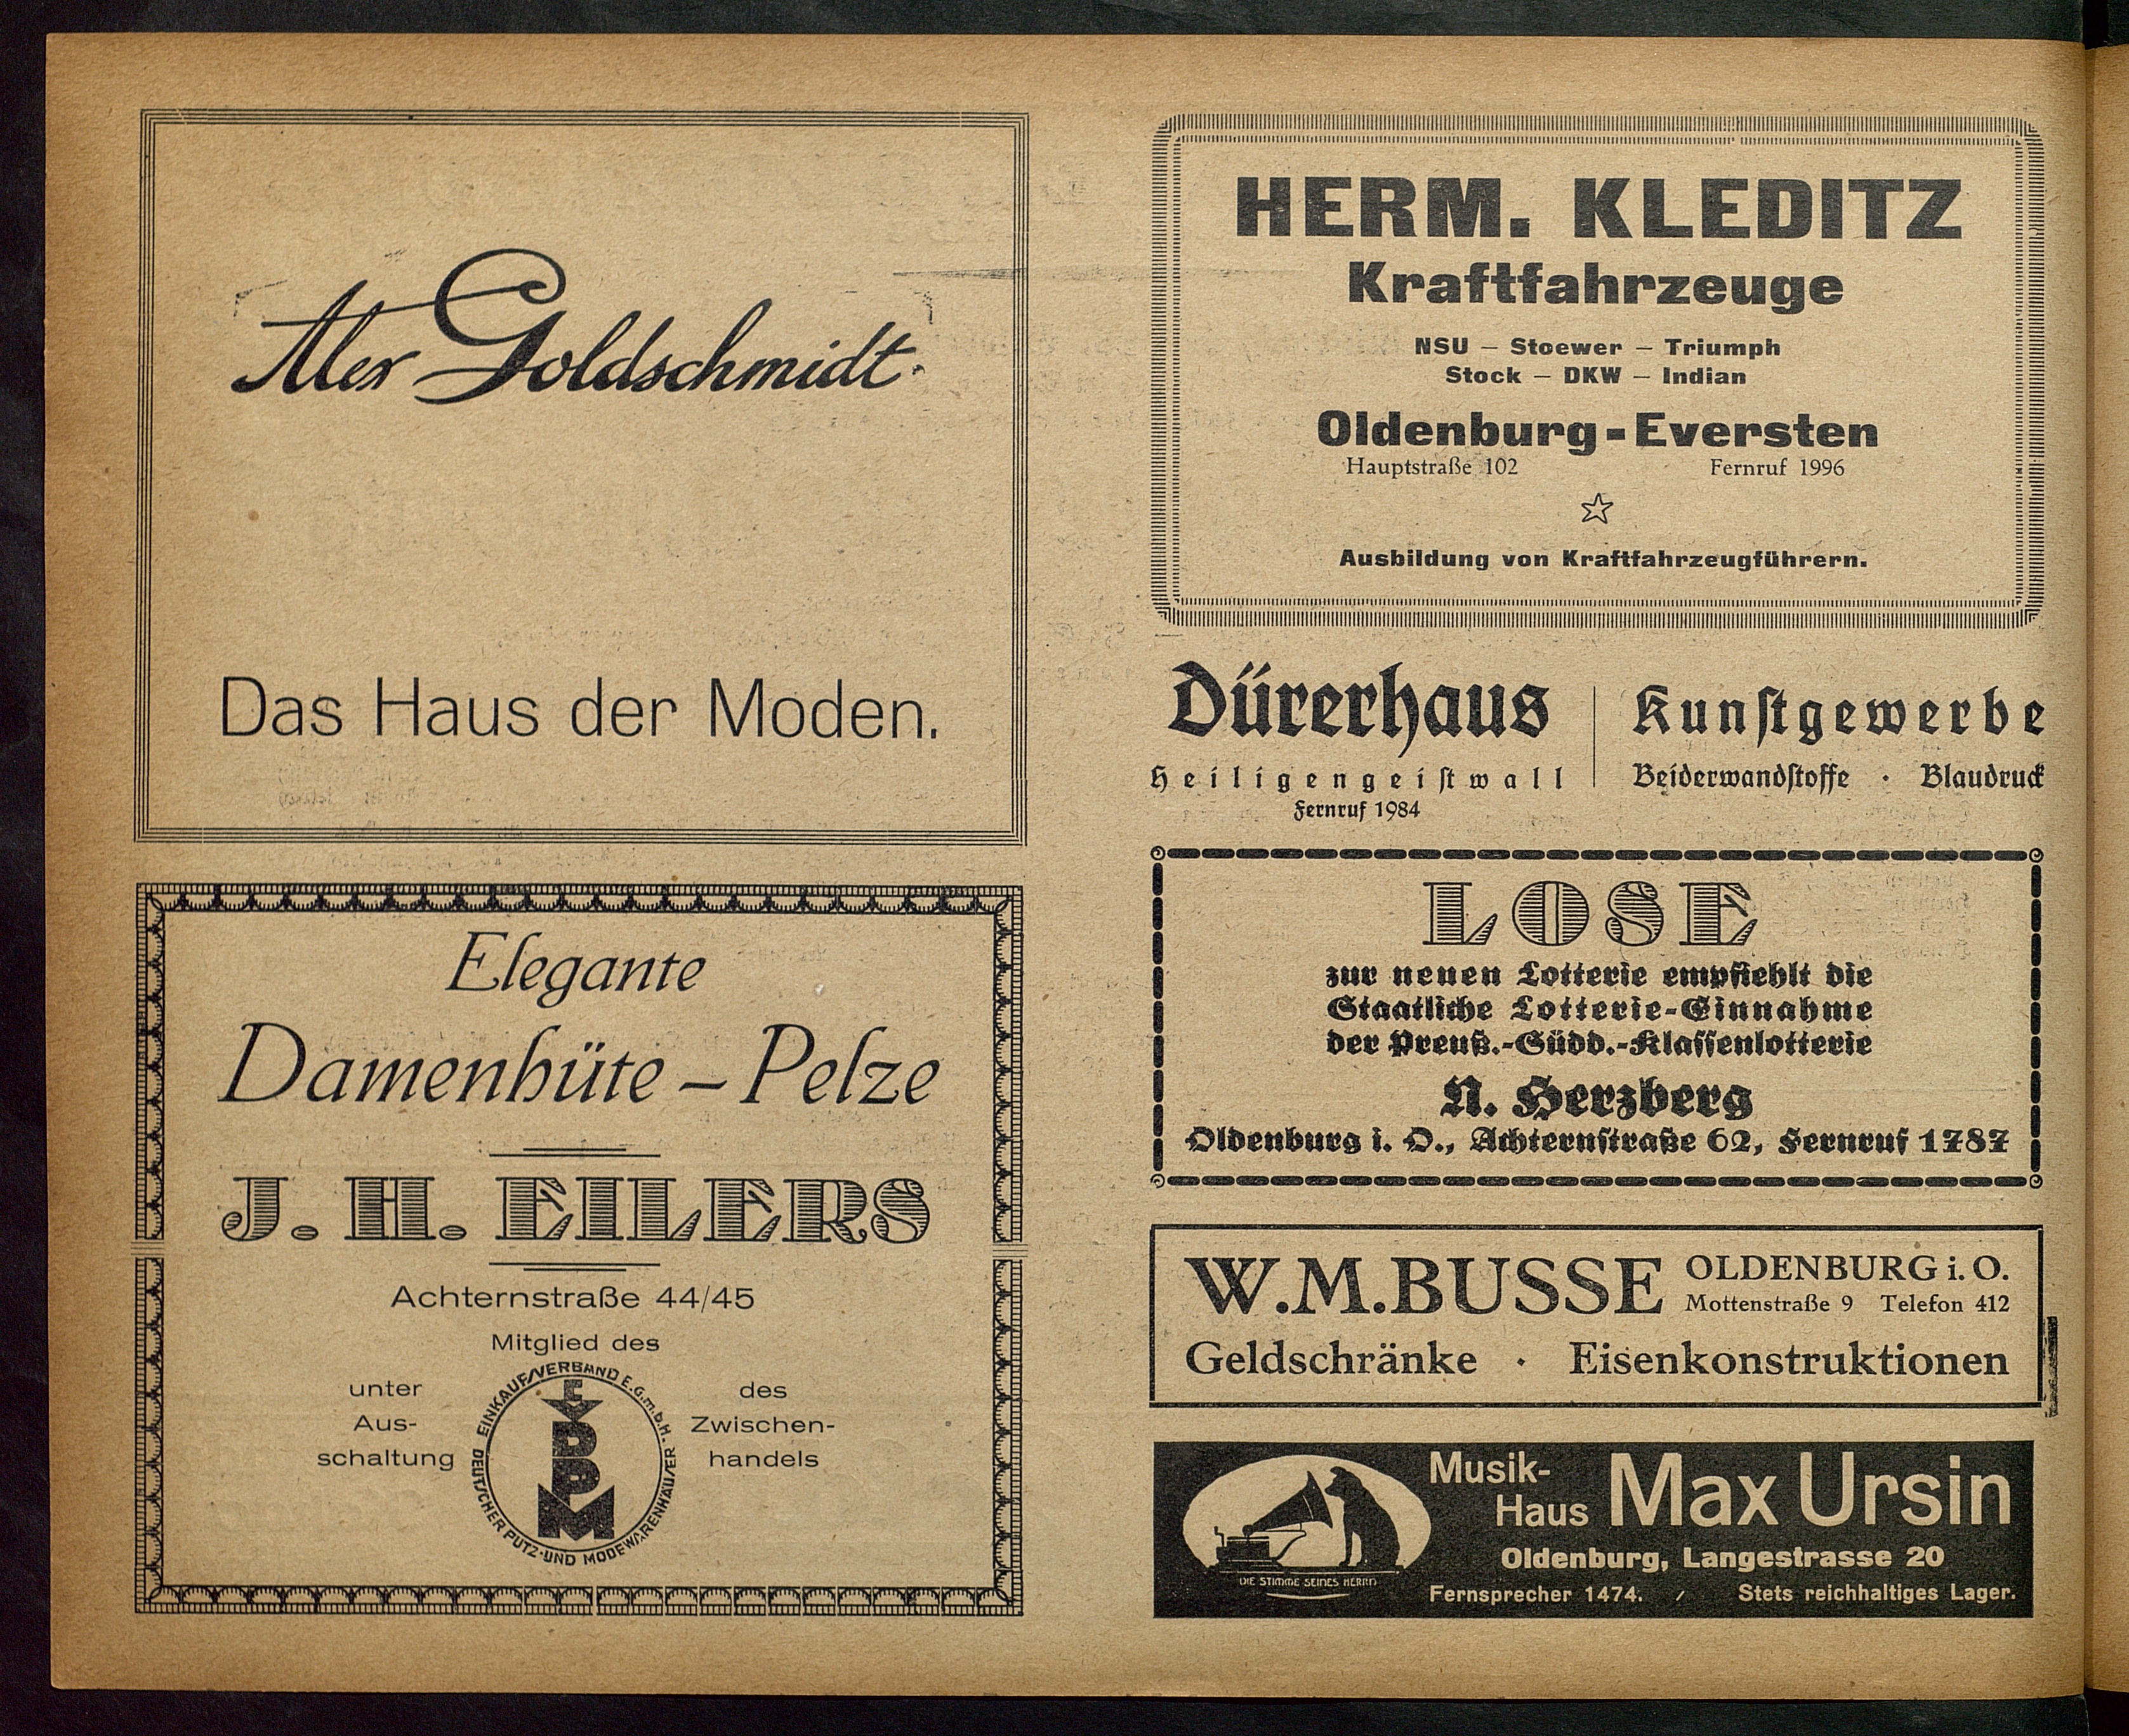 Alex Goldschmidt.
Das Haus der Moden.
Elegante
Damenhüte – Pelze
J. H. EILERS
Achternstraße 44/45
Mitglied des
unter
Aus-
schaltung
EINKAUFSVERBAND E.G.m.b.H.
DEUTSCHER PUTZ-UND MODEWARENHÄUSER
E
V
D
P
M
des
Zwischen-
handels
HERM. KLEDITZ
Kraftfahrzeuge
NSU – Stoewer – Triumph
Stock – DKW – Indian
Oldenburg-Eversten
Hauptstraße 102 Fernruf 1996
Ausbildung von Kraftfahrzeugführern.
Dürerhaus
Heiligengeistwall
Fernruf 1984
Kunstgewerbe
Beiderwandstoffe · Blaudruck
LOSE
zur neuen Lotterie empfiehlt die
Staatliche Lotterie-Einnahme
der Preuß.-Südd.-Klassenlotterie
N. Herzberg
Oldenburg i. O., Achternstraße 62, Fernruf 1787
W.M.BUSSE
OLDENBURG i. O.
Mottenstraße 9 Telefon 412
Geldschränke · Eisenkonstruktionen
Musik-
Haus Max Ursin
Oldenburg, Langestrasse 20
DIE STIMME SEINES HERRN
Fernsprecher 1474. / Stets reichhaltiges Lager.